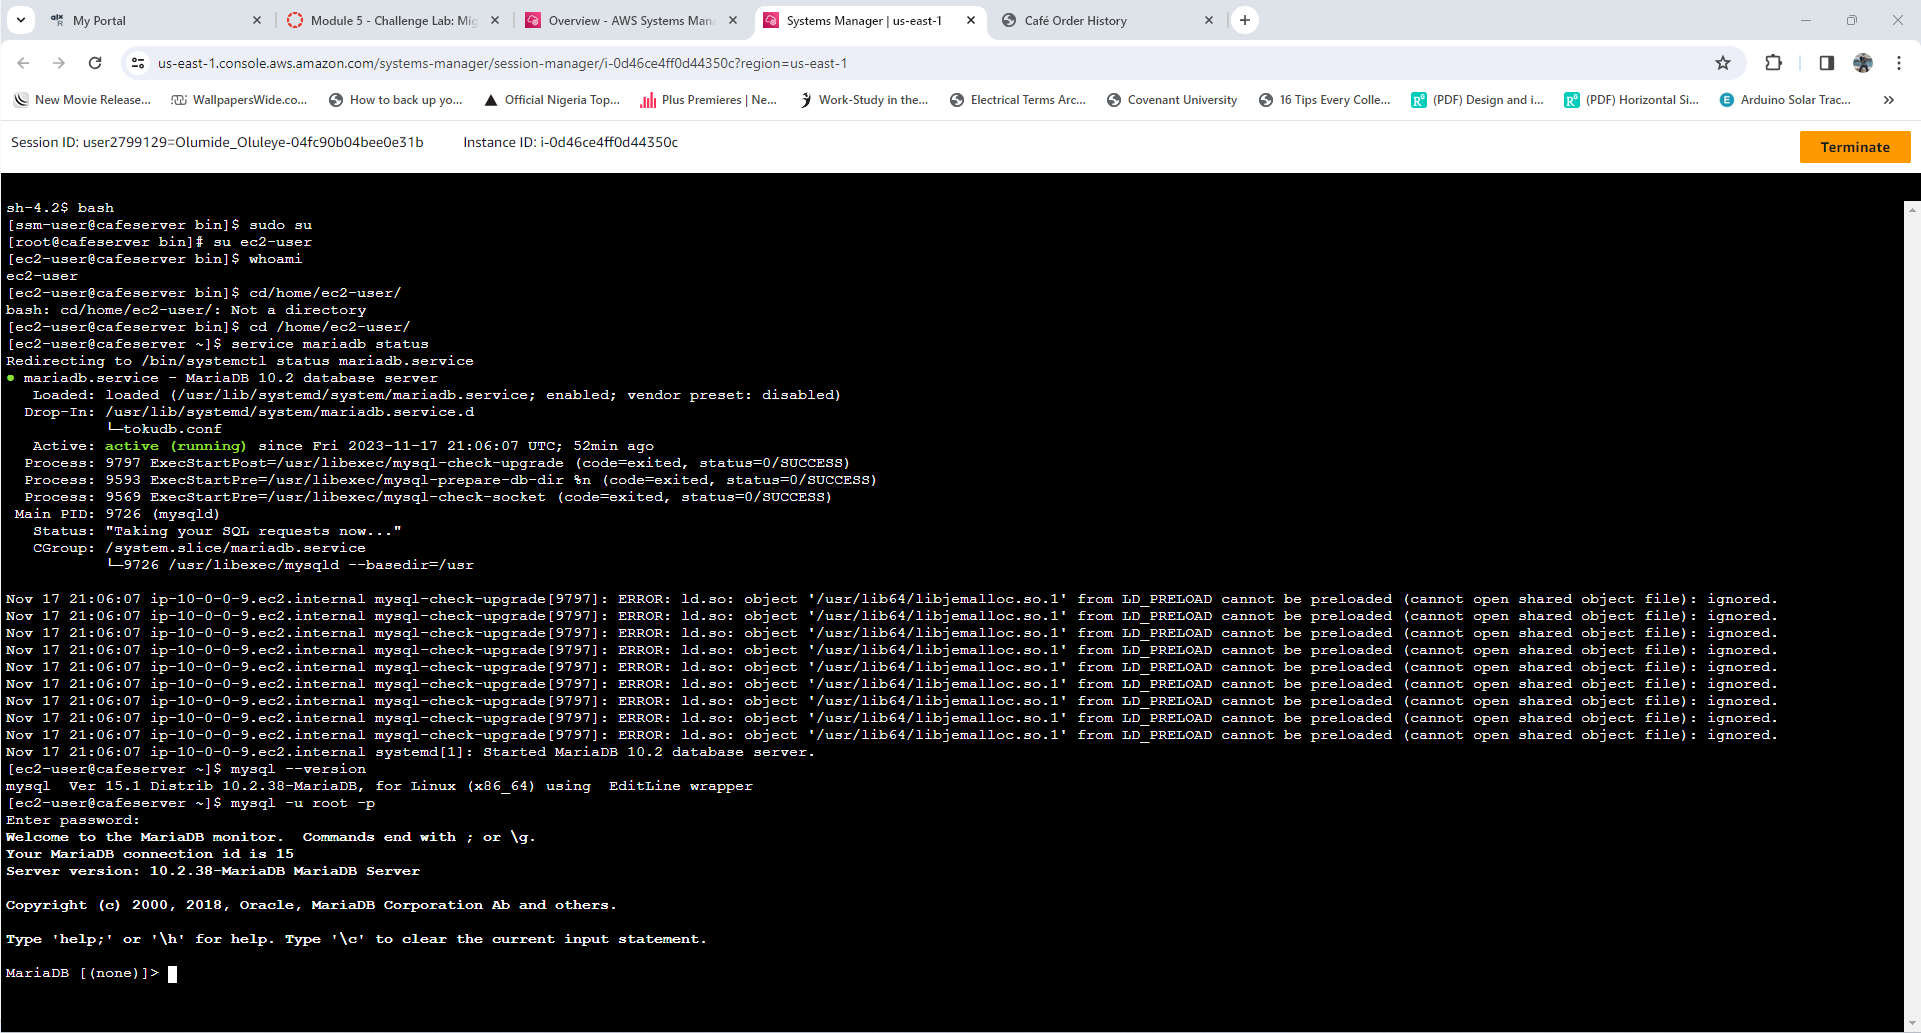 My Portal
Module 5 - Challenge Lab: Mig
Overview - AWS Systems Mana
Systems Manager | us-east-1
Café Order History
us-east-1.console.aws.amazon.com/systems-manager/session-manager/i-0d46ce4ff0d44350c?region=us-east-1
New Movie Release...
WallpapersWide.co...
How to back up yo...
Official Nigeria Top...
Plus Premieres | Ne...
Work-Study in the...
Electrical Terms Arc...
Covenant University
16 Tips Every Colle...
(PDF) Design and i...
(PDF) Horizontal Si...
Arduino Solar Trac...
Session ID: user2799129=Olumide_Oluleye-04fc90b04bee0e31b
Instance ID: i-0d46ce4ff0d44350c
Terminate
sh-4.2$ bash
[ssm-user@cafeserver bin]$ sudo su
[root@cafeserver bin]# su ec2-user
[ec2-user@cafeserver bin]$ whoami
ec2-user
[ec2-user@cafeserver bin]$ cd/home/ec2-user/
bash: cd/home/ec2-user/: Not a directory
[ec2-user@cafeserver bin]$ cd /home/ec2-user/
[ec2-user@cafeserver ~]$ service mariadb status
Redirecting to /bin/systemctl status mariadb.service
● mariadb.service - MariaDB 10.2 database server
Loaded: loaded (/usr/lib/systemd/system/mariadb.service; enabled; vendor preset: disabled)
Drop-In: /usr/lib/systemd/system/mariadb.service.d
└─tokudb.conf
Active: active (running) since Fri 2023-11-17 21:06:07 UTC; 52min ago
Process: 9797 ExecStartPost=/usr/libexec/mysql-check-upgrade (code=exited, status=0/SUCCESS)
Process: 9593 ExecStartPre=/usr/libexec/mysql-prepare-db-dir %n (code=exited, status=0/SUCCESS)
Process: 9569 ExecStartPre=/usr/libexec/mysql-check-socket (code=exited, status=0/SUCCESS)
Main PID: 9726 (mysqld)
Status: "Taking your SQL requests now..."
CGroup: /system.slice/mariadb.service
└─9726 /usr/libexec/mysqld --basedir=/usr
Nov 17 21:06:07 ip-10-0-0-9.ec2.internal mysql-check-upgrade[9797]: ERROR: ld.so: object '/usr/lib64/libjemalloc.so.1' from LD_PRELOAD cannot be preloaded (cannot open shared object file): ignored.
Nov 17 21:06:07 ip-10-0-0-9.ec2.internal mysql-check-upgrade[9797]: ERROR: ld.so: object '/usr/lib64/libjemalloc.so.1' from LD_PRELOAD cannot be preloaded (cannot open shared object file): ignored.
Nov 17 21:06:07 ip-10-0-0-9.ec2.internal mysql-check-upgrade[9797]: ERROR: ld.so: object '/usr/lib64/libjemalloc.so.1' from LD_PRELOAD cannot be preloaded (cannot open shared object file): ignored.
Nov 17 21:06:07 ip-10-0-0-9.ec2.internal mysql-check-upgrade[9797]: ERROR: ld.so: object '/usr/lib64/libjemalloc.so.1' from LD_PRELOAD cannot be preloaded (cannot open shared object file): ignored.
Nov 17 21:06:07 ip-10-0-0-9.ec2.internal mysql-check-upgrade[9797]: ERROR: ld.so: object '/usr/lib64/libjemalloc.so.1' from LD_PRELOAD cannot be preloaded (cannot open shared object file): ignored.
Nov 17 21:06:07 ip-10-0-0-9.ec2.internal mysql-check-upgrade[9797]: ERROR: ld.so: object '/usr/lib64/libjemalloc.so.1' from LD_PRELOAD cannot be preloaded (cannot open shared object file): ignored.
Nov 17 21:06:07 ip-10-0-0-9.ec2.internal mysql-check-upgrade[9797]: ERROR: ld.so: object '/usr/lib64/libjemalloc.so.1' from LD_PRELOAD cannot be preloaded (cannot open shared object file): ignored.
Nov 17 21:06:07 ip-10-0-0-9.ec2.internal mysql-check-upgrade[9797]: ERROR: ld.so: object '/usr/lib64/libjemalloc.so.1' from LD_PRELOAD cannot be preloaded (cannot open shared object file): ignored.
Nov 17 21:06:07 ip-10-0-0-9.ec2.internal mysql-check-upgrade[9797]: ERROR: ld.so: object '/usr/lib64/libjemalloc.so.1' from LD_PRELOAD cannot be preloaded (cannot open shared object file): ignored.
Nov 17 21:06:07 ip-10-0-0-9.ec2.internal systemd[1]: Started MariaDB 10.2 database server.
[ec2-user@cafeserver ~]$ mysql --version
mysql  Ver 15.1 Distrib 10.2.38-MariaDB, for Linux (x86_64) using  EditLine wrapper
[ec2-user@cafeserver ~]$ mysql -u root -p
Enter password:
Welcome to the MariaDB monitor.  Commands end with ; or \g.
Your MariaDB connection id is 15
Server version: 10.2.38-MariaDB MariaDB Server
Copyright (c) 2000, 2018, Oracle, MariaDB Corporation Ab and others.
Type 'help;' or '\h' for help. Type '\c' to clear the current input statement.
MariaDB [(none)]>